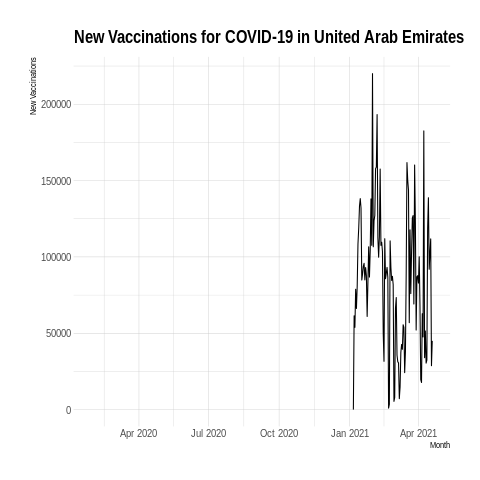 New Vaccinations for COVID-19 in United Arab Emirates
New Vaccinations
200000
150000
100000
50000
0
Apr 2020 Jul 2020 Oct 2020 Jan 2021 Apr 2021
Month